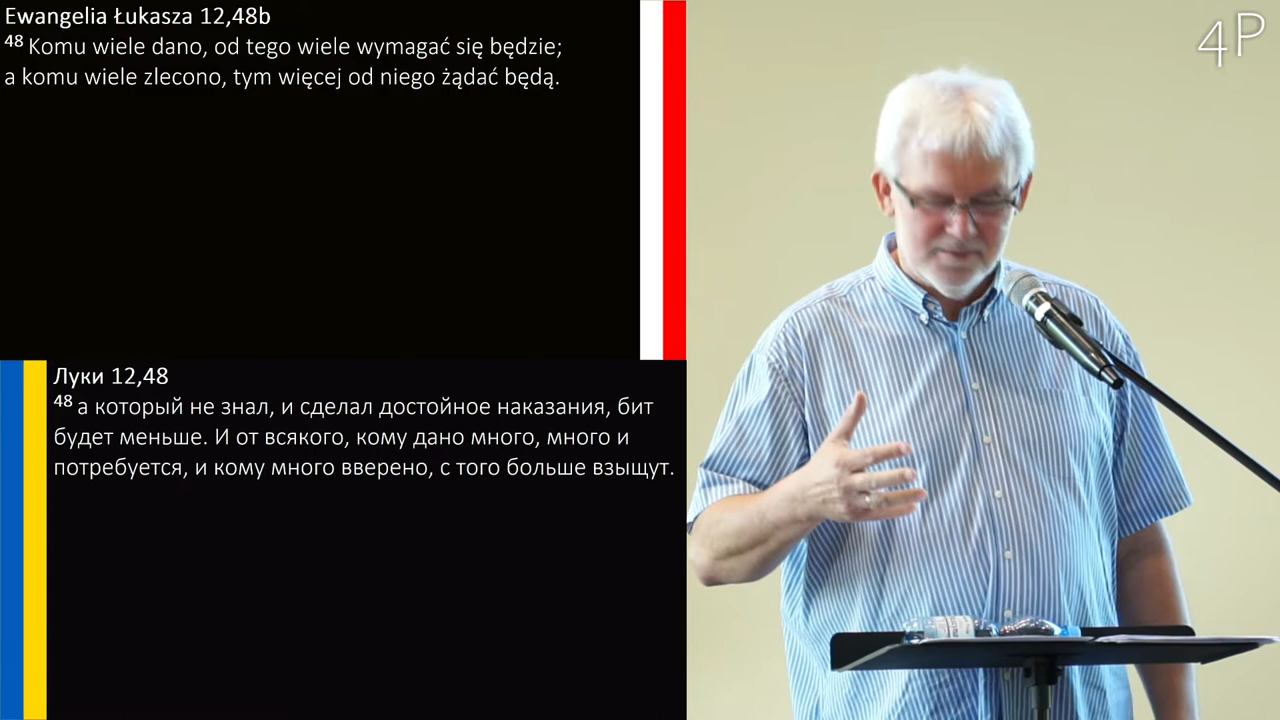 Ewangelia Łukasza 12,48b
48 Komu wiele dano, od tego wiele wymagać się będzie;
a komu wiele zlecono, tym więcej od niego żądać będą.
4P
Луки 12,48
48 а который не знал, и сделал достойное наказания, бит
будет меньше. И от всякого, кому дано много, много и
потребуется, и кому много вверено, с того больше взыщут.